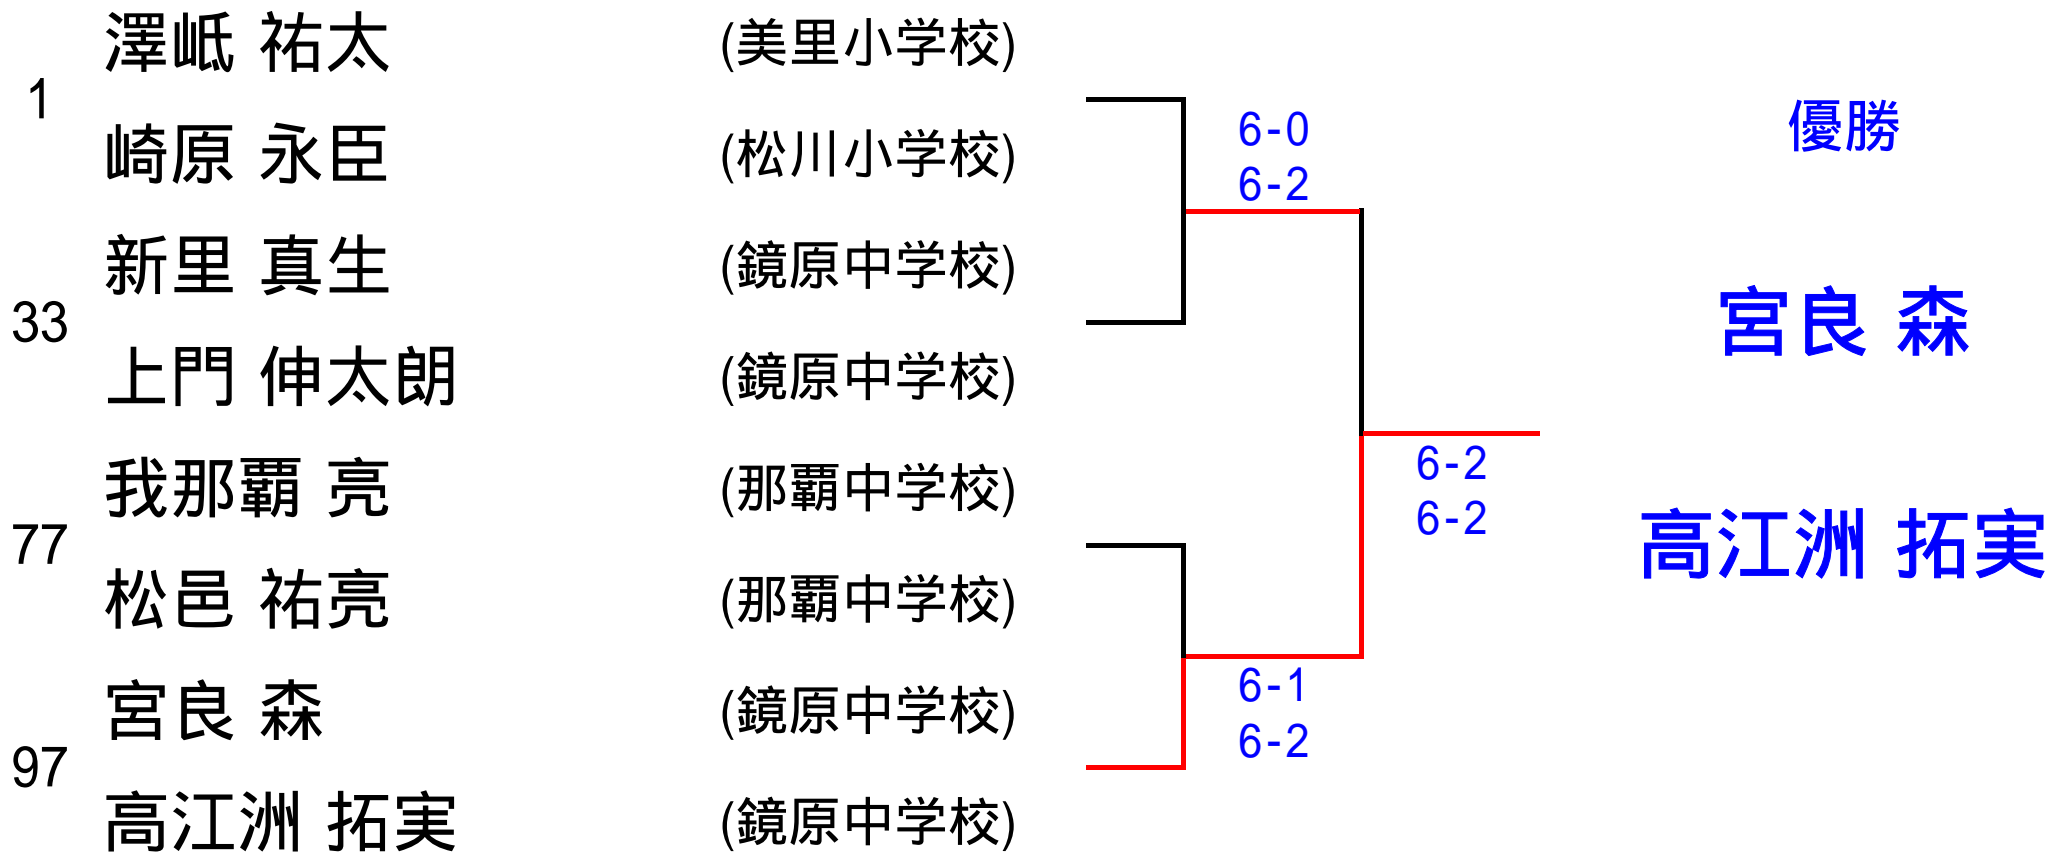 澤岻 祐太 (美里小学校)
1
崎原 永臣 (松川小学校)
新里 真生 (鏡原中学校)
33
上門 伸太朗 (鏡原中学校)
我那覇 亮 (那覇中学校)
77
松邑 祐亮 (那覇中学校)
宮良 森 (鏡原中学校)
97
高江洲 拓実 (鏡原中学校)
6-0
6-2
6-1
6-2
6-2
6-2
優勝
宮良 森
高江洲 拓実